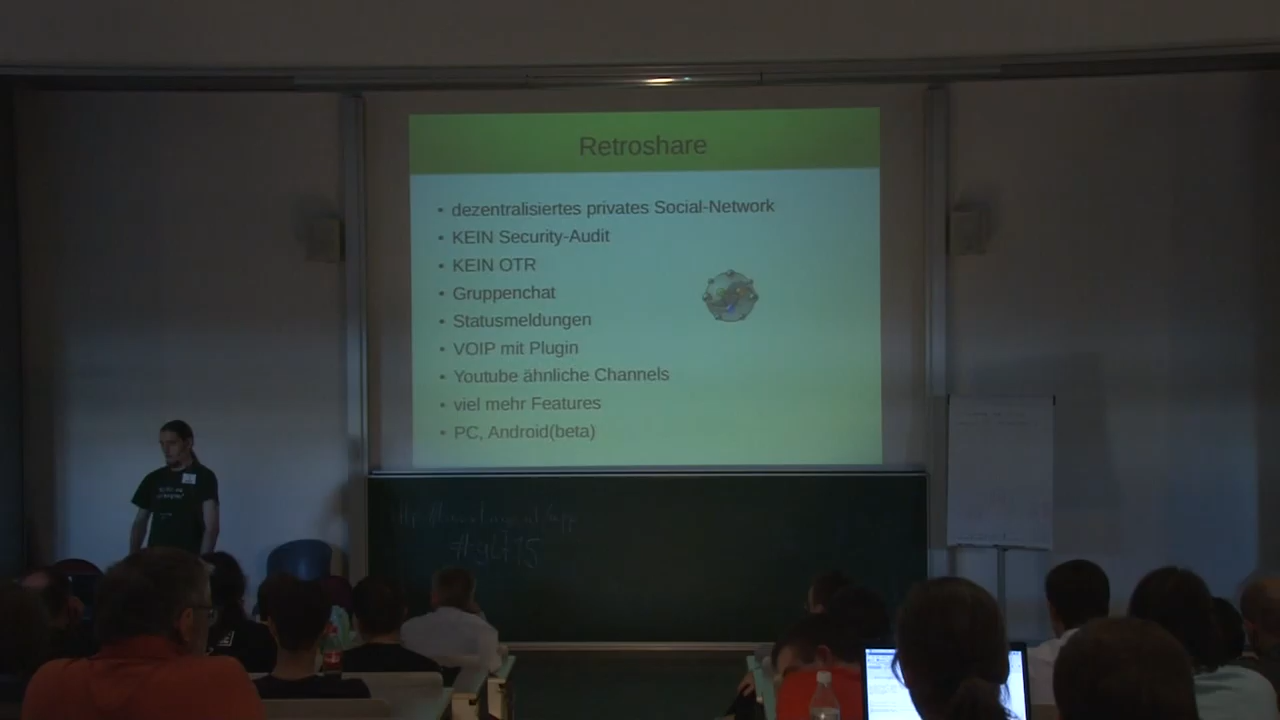 Retroshare
• dezentralisiertes privates Social-Network
• KEIN Security-Audit
• KEIN OTR
• Gruppenchat
• Statusmeldungen
• VOIP mit Plugin
• Youtube ähnliche Channels
• viel mehr Features
• PC, Android(beta)